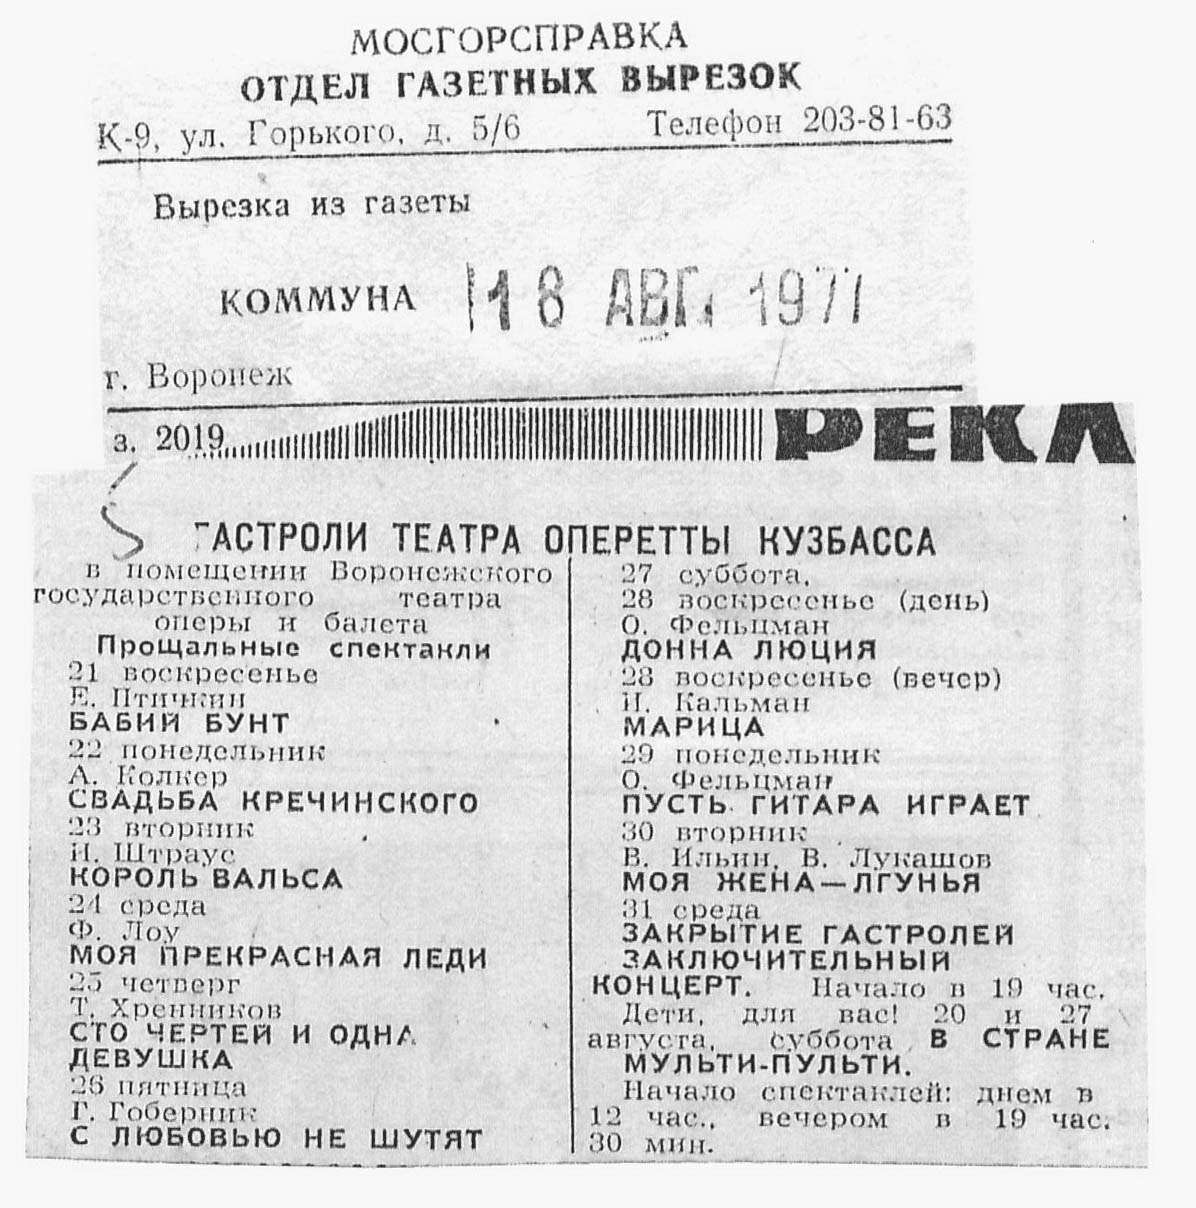 МОСГОРСПРАВКА
ОТДЕЛ ГАЗЕТНЫХ ВЫРЕЗОК
К-9, ул. Горького, д. 5/6 Телефон 203-81-63
Вырезка из газеты
КОММУНА 18 АВГ. 1977
г. Воронеж
з. 2019
РЕКЛ
ГАСТРОЛИ ТЕАТРА ОПЕРЕТТЫ КУЗБАССА
в помещении Воронежского
государственного театра
оперы и балета
Прощальные спектакли
21 воскресенье
Е. Птичкин
БАБИЙ БУНТ
22 понедельник
А. Колкер
СВАДЬБА КРЕЧИНСКОГО
23 вторник
И. Штраус
КОРОЛЬ ВАЛЬСА
24 среда
Ф. Лоу
МОЯ ПРЕКРАСНАЯ ЛЕДИ
25 четверг
Т. Хренников
СТО ЧЕРТЕЙ И ОДНА
ДЕВУШКА
26 пятница
Г. Гоберник
С ЛЮБОВЬЮ НЕ ШУТЯТ
27 суббота,
28 воскресенье (день)
О. Фельцман
ДОННА ЛЮЦИЯ
28 воскресенье (вечер)
И. Кальман
МАРИЦА
29 понедельник
О. Фельцман
ПУСТЬ ГИТАРА ИГРАЕТ
30 вторник
В. Ильин, В. Лукашов
МОЯ ЖЕНА—ЛГУНЬЯ
31 среда
ЗАКРЫТИЕ ГАСТРОЛЕЙ
ЗАКЛЮЧИТЕЛЬНЫЙ
КОНЦЕРТ. Начало в 19 час.
Дети, для вас! 20 и 27
августа, суббота В СТРАНЕ
МУЛЬТИ-ПУЛЬТИ.
Начало спектаклей: днем в
12 час., вечером в 19 час.
30 мин.